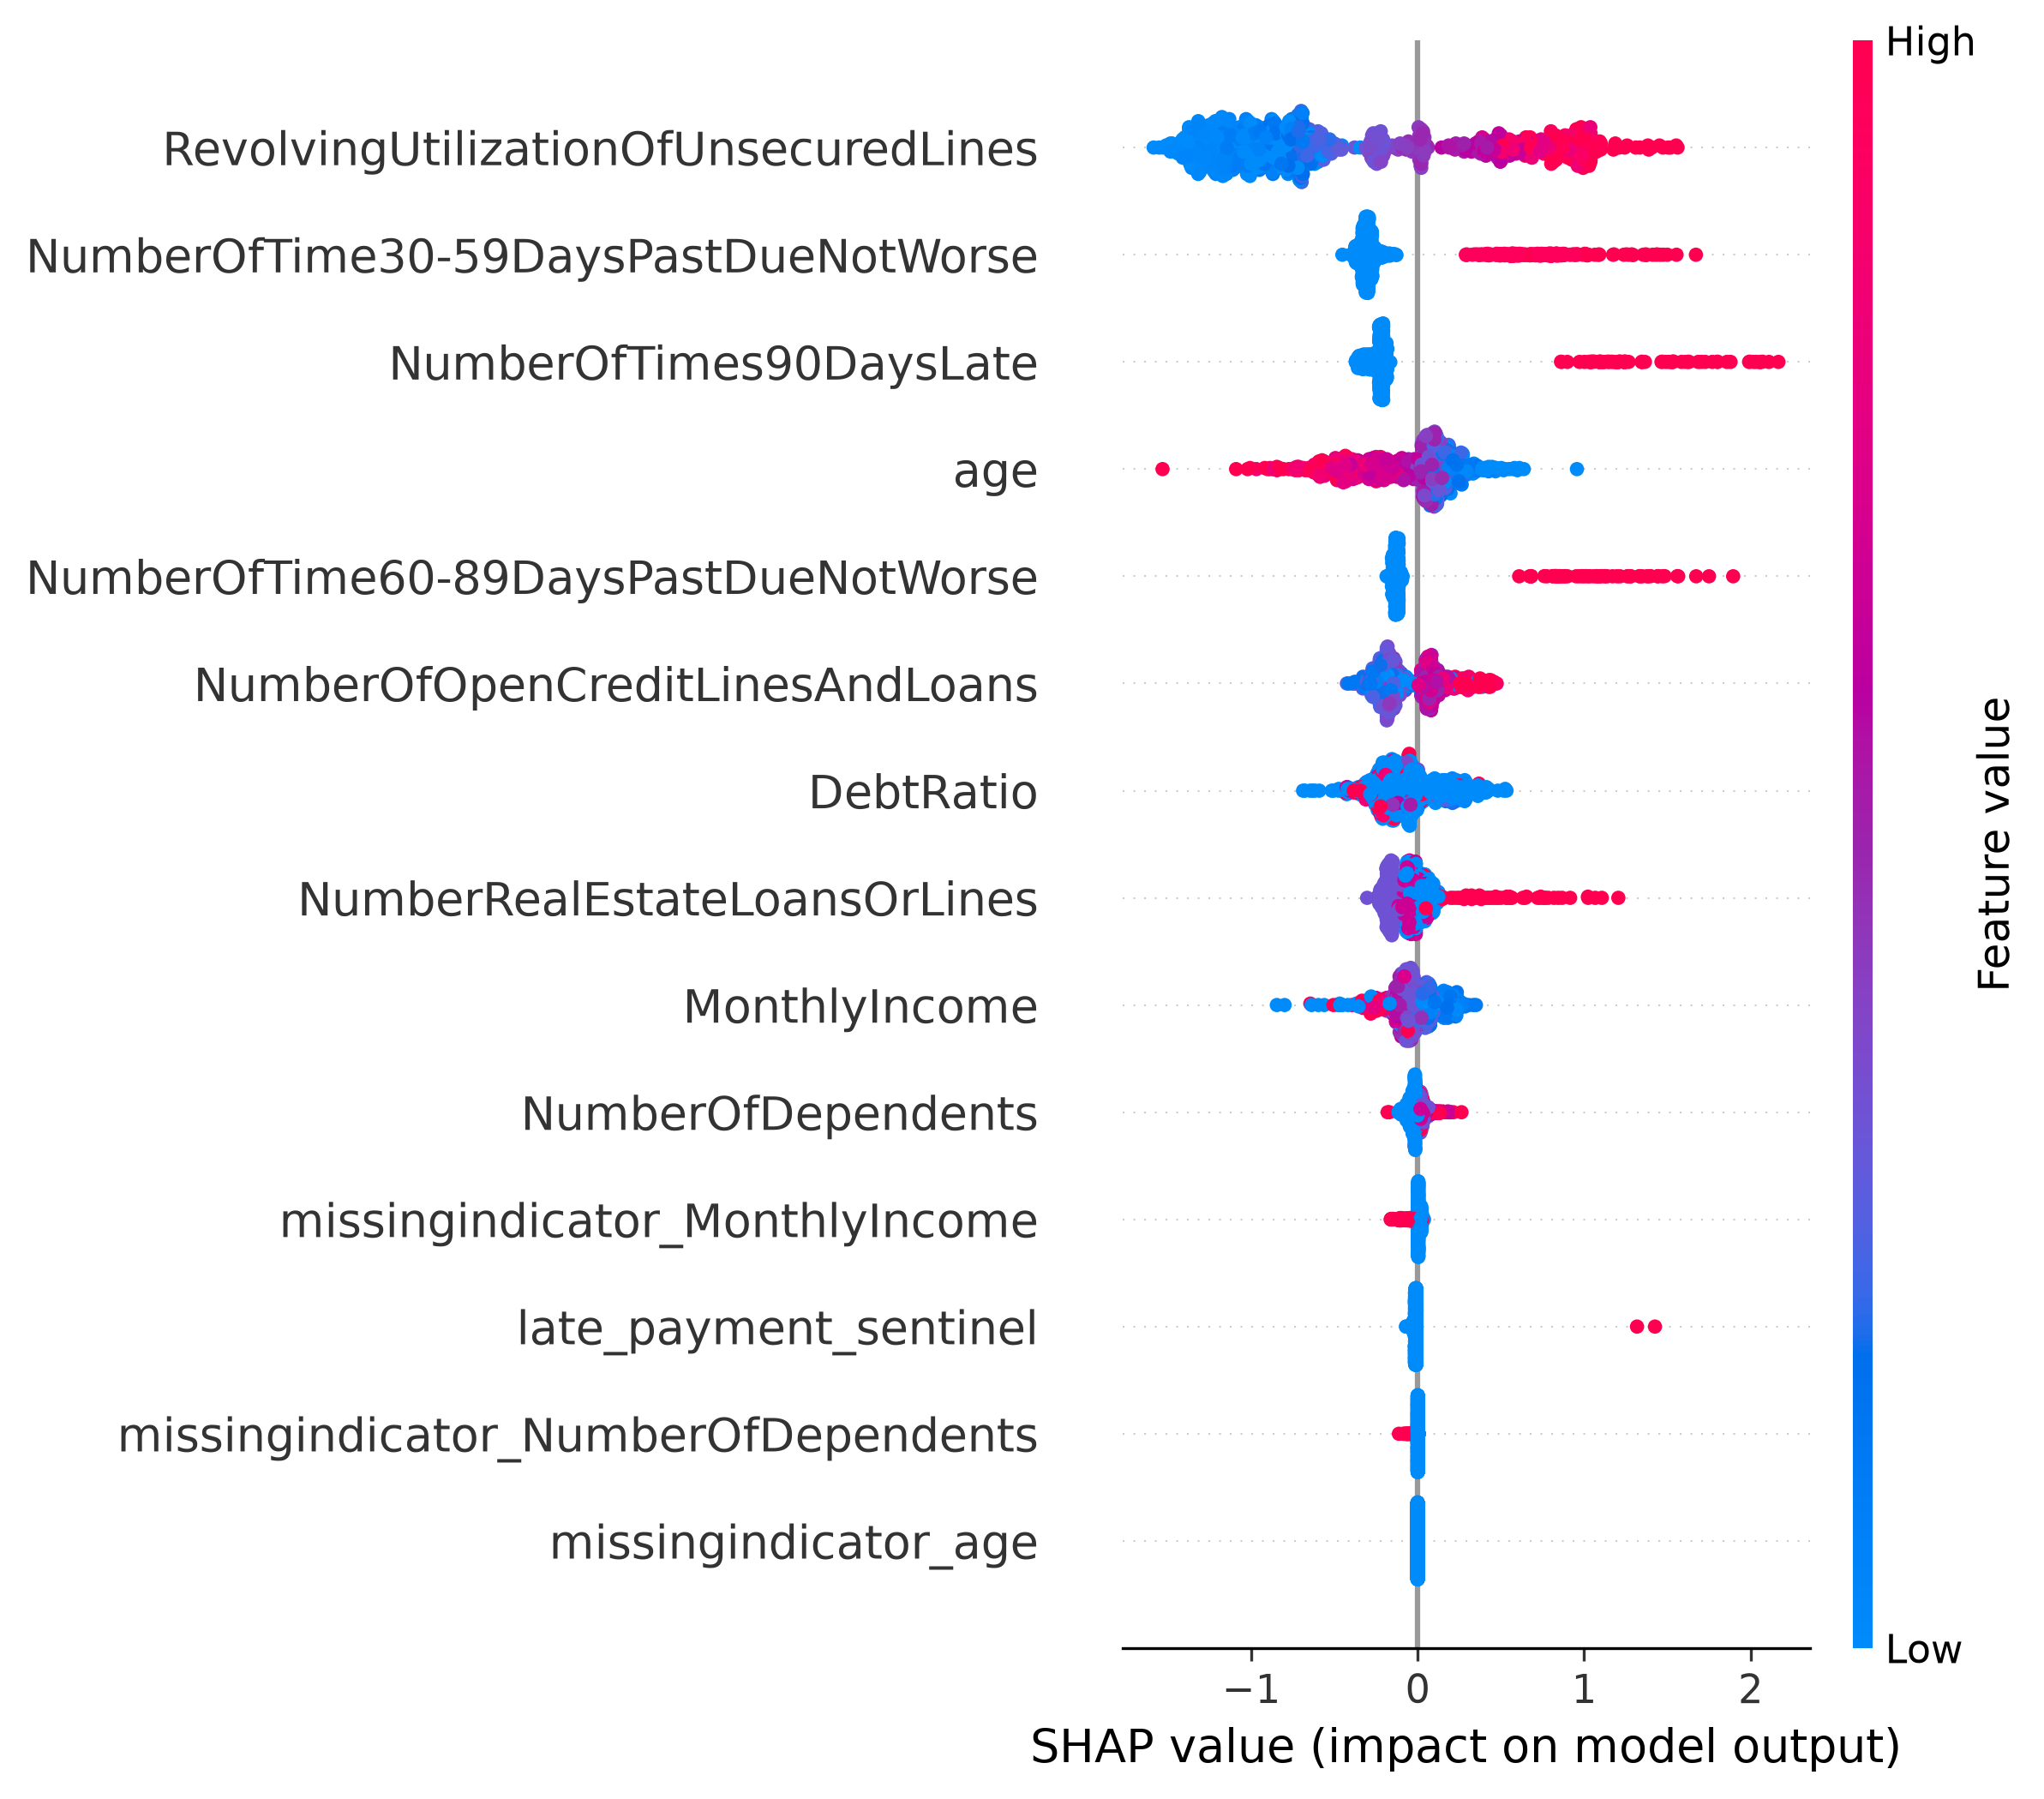 High
RevolvingUtilizationOfUnsecuredLines
NumberOfTime30-59DaysPastDueNotWorse
NumberOfTimes90DaysLate
age
NumberOfTime60-89DaysPastDueNotWorse
NumberOfOpenCreditLinesAndLoans
DebtRatio
NumberRealEstateLoansOrLines
MonthlyIncome
NumberOfDependents
missingindicator_MonthlyIncome
late_payment_sentinel
missingindicator_NumberOfDependents
missingindicator_age
Feature value
Low
−1 0 1 2
SHAP value (impact on model output)